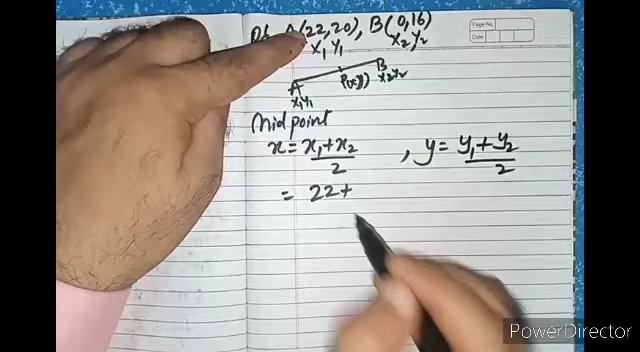 A(22,20), B(0,16)
x₁ y₁ x₂ y₂
A B P(x,y)
x₁y₁ x₂y₂
Mid point
x = x₁+x₂/2 , y = y₁+y₂/2
= 22+
Page No.
Date
PowerDirector